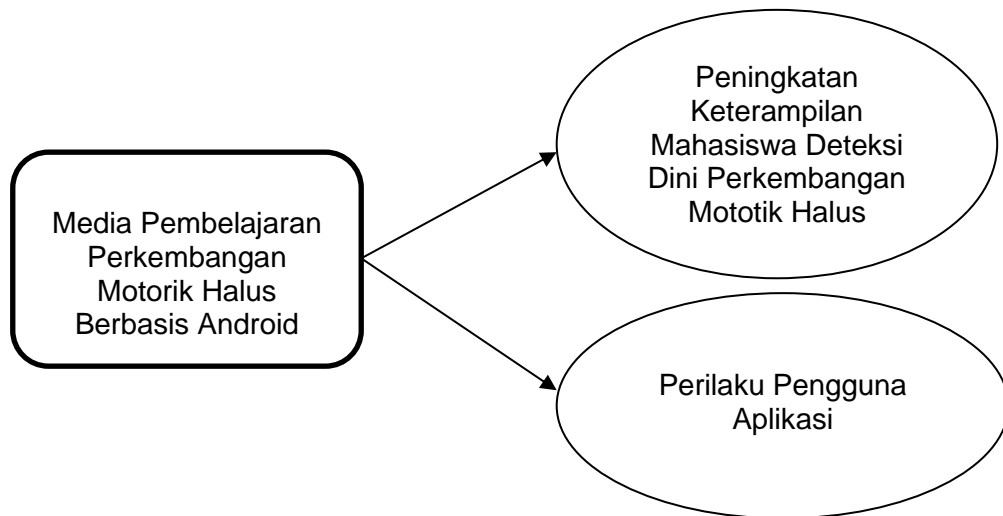 Media Pembelajaran
Perkembangan
Motorik Halus
Berbasis Android
Peningkatan
Keterampilan
Mahasiswa Deteksi
Dini Perkembangan
Mototik Halus
Perilaku Pengguna
Aplikasi